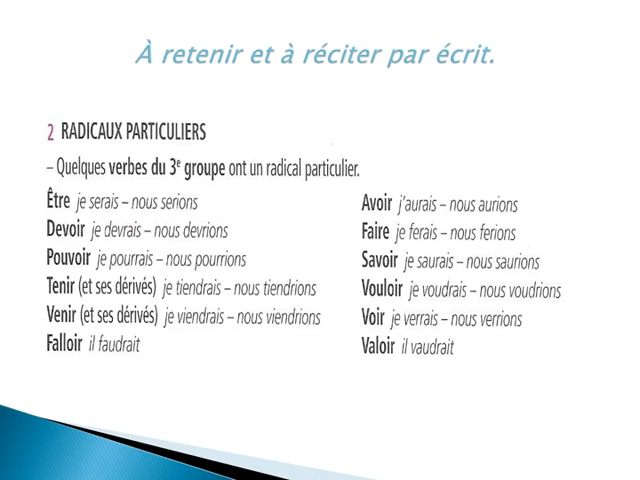 À retenir et à réciter par écrit.
2 RADICAUX PARTICULIERS
– Quelques verbes du 3e groupe ont un radical particulier.
Être je serais – nous serions
Devoir je devrais – nous devrions
Pouvoir je pourrais – nous pourrions
Tenir (et ses dérivés) je tiendrais – nous tiendrions
Venir (et ses dérivés) je viendrais – nous viendrions
Falloir il faudrait
Avoir j'aurais – nous aurions
Faire je ferais – nous ferions
Savoir je saurais – nous saurions
Vouloir je voudrais – nous voudrions
Voir je verrais – nous verrions
Valoir il vaudrait